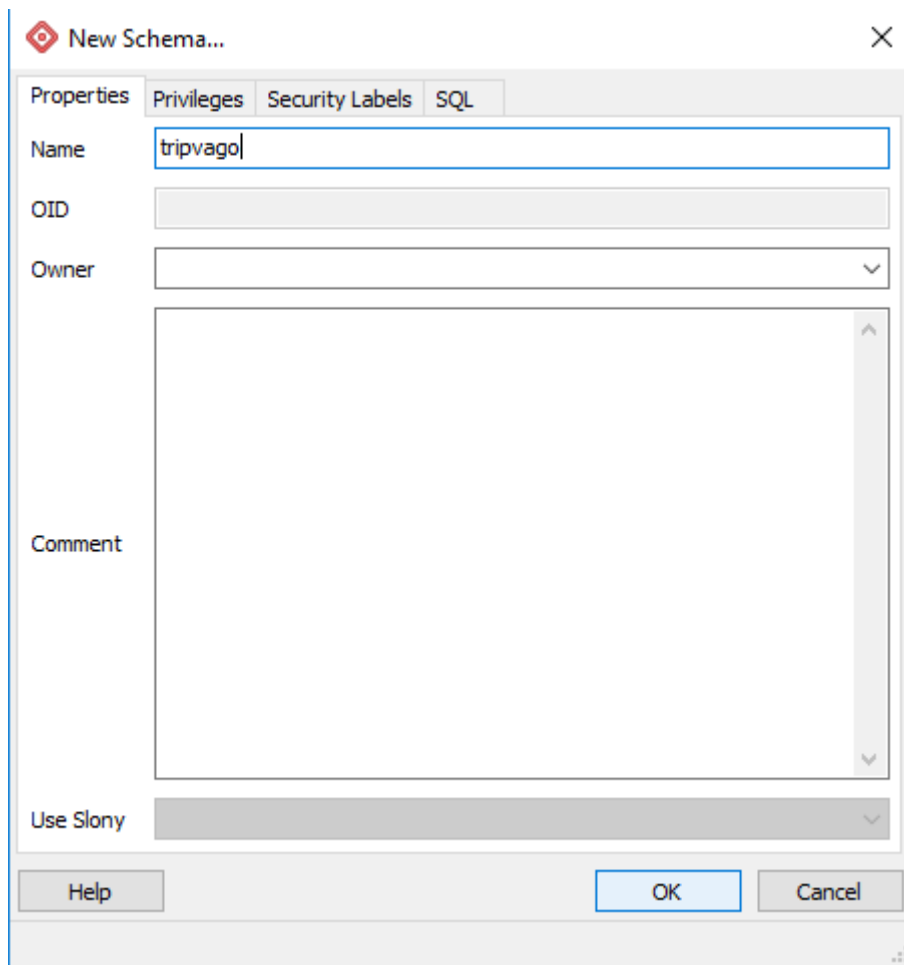 New Schema...
Properties Privileges Security Labels SQL
Name tripvago
OID
Owner
Comment
Use Slony
Help OK Cancel